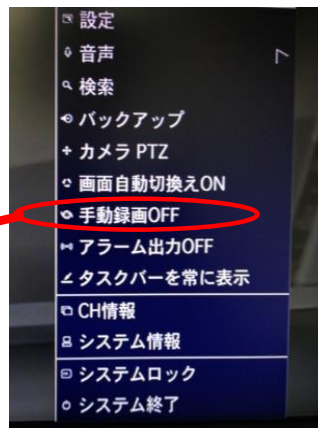 設定
音声
検索
バックアップ
カメラ PTZ
画面自動切換えON
手動録画OFF
アラーム出力OFF
タスクバーを常に表示
CH情報
システム情報
システムロック
システム終了